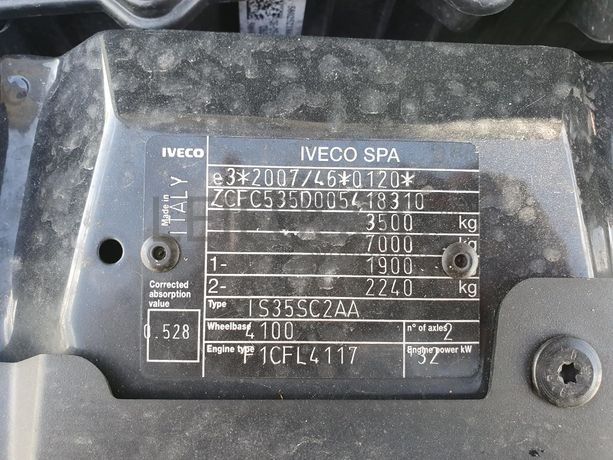 IVECO IVECO SPA
Made in ITALY
e3*2007/46*0120*
ZCFC535D005418310
3500 kg
7000 kg
1- 1900
2- 2240 kg
Corrected absorption value
0.528
Type IS35SC2AA
Wheelbase 4100 n° of axles 2
Engine type F1CFL4117 Engine power kW